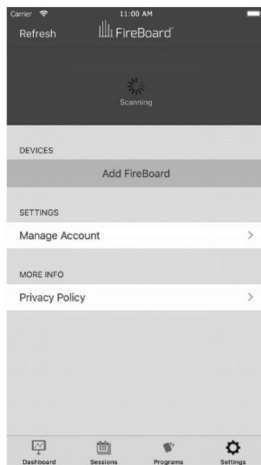 Carrier 11:00 AM
Refresh FireBoard
Scanning
DEVICES
Add FireBoard
SETTINGS
Manage Account
MORE INFO
Privacy Policy
Dashboard Sessions Programs Settings